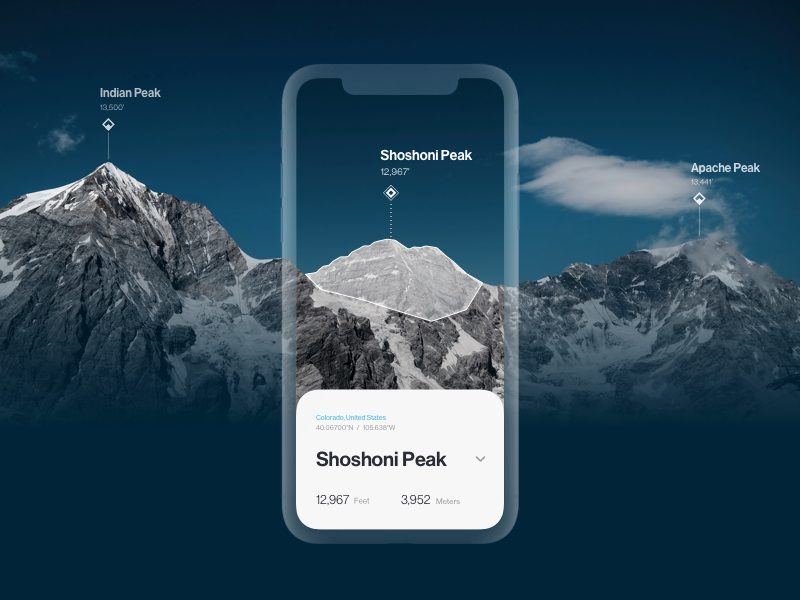 Indian Peak
13,500'
Shoshoni Peak
12,967'
Apache Peak
13,441'
Colorado, United States
40.06700°N / 105.638°W
Shoshoni Peak
12,967 Feet
3,952 Meters